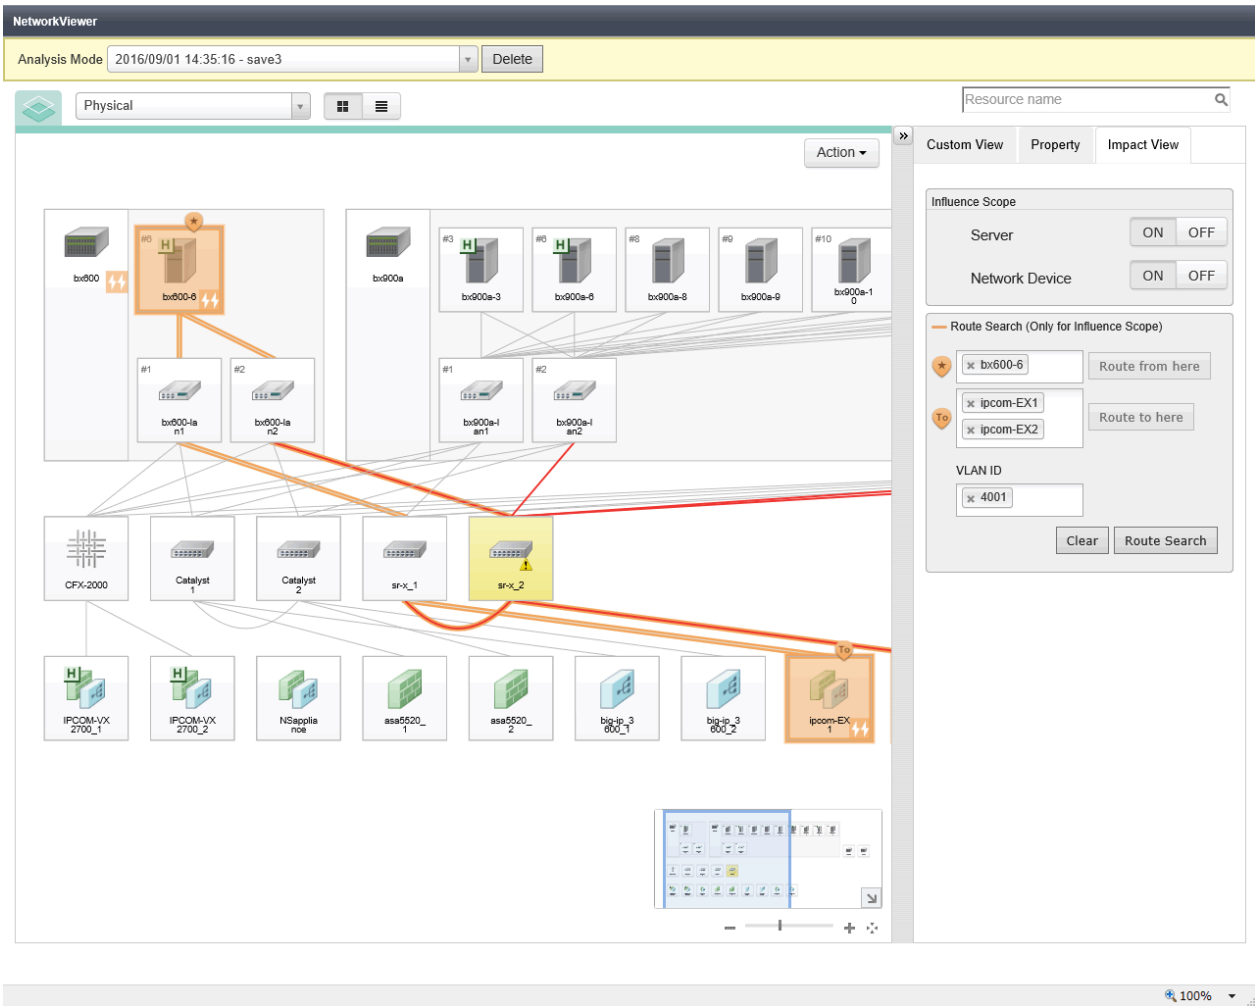 NetworkViewer
Analysis Mode
2016/09/01 14:35:16 - save3
Delete
Physical
Resource name
Action
»
Custom View
Property
Impact View
Influence Scope
Server
ON
OFF
Network Device
ON
OFF
Route Search (Only for Influence Scope)
× bx600-6
Route from here
To
× ipcom-EX1
× ipcom-EX2
Route to here
VLAN ID
× 4001
Clear
Route Search
bx600
#6
H
bx600-6
bx900a
#3
H
bx900a-3
#6
H
bx900a-6
#8
bx900a-8
#9
bx900a-9
#10
bx900a-1
0
#1
bx600-la
n1
#2
bx600-la
n2
#1
bx900a-l
an1
#2
bx900a-l
an2
CFX-2000
Catalyst
1
Catalyst
2
sr-x_1
sr-x_2
H
IPCOM-VX
2700_1
H
IPCOM-VX
2700_2
NSapplia
nce
asa5520_
1
asa5520_
2
big-ip_3
600_1
big-ip_3
600_2
To
ipcom-EX
1
100%